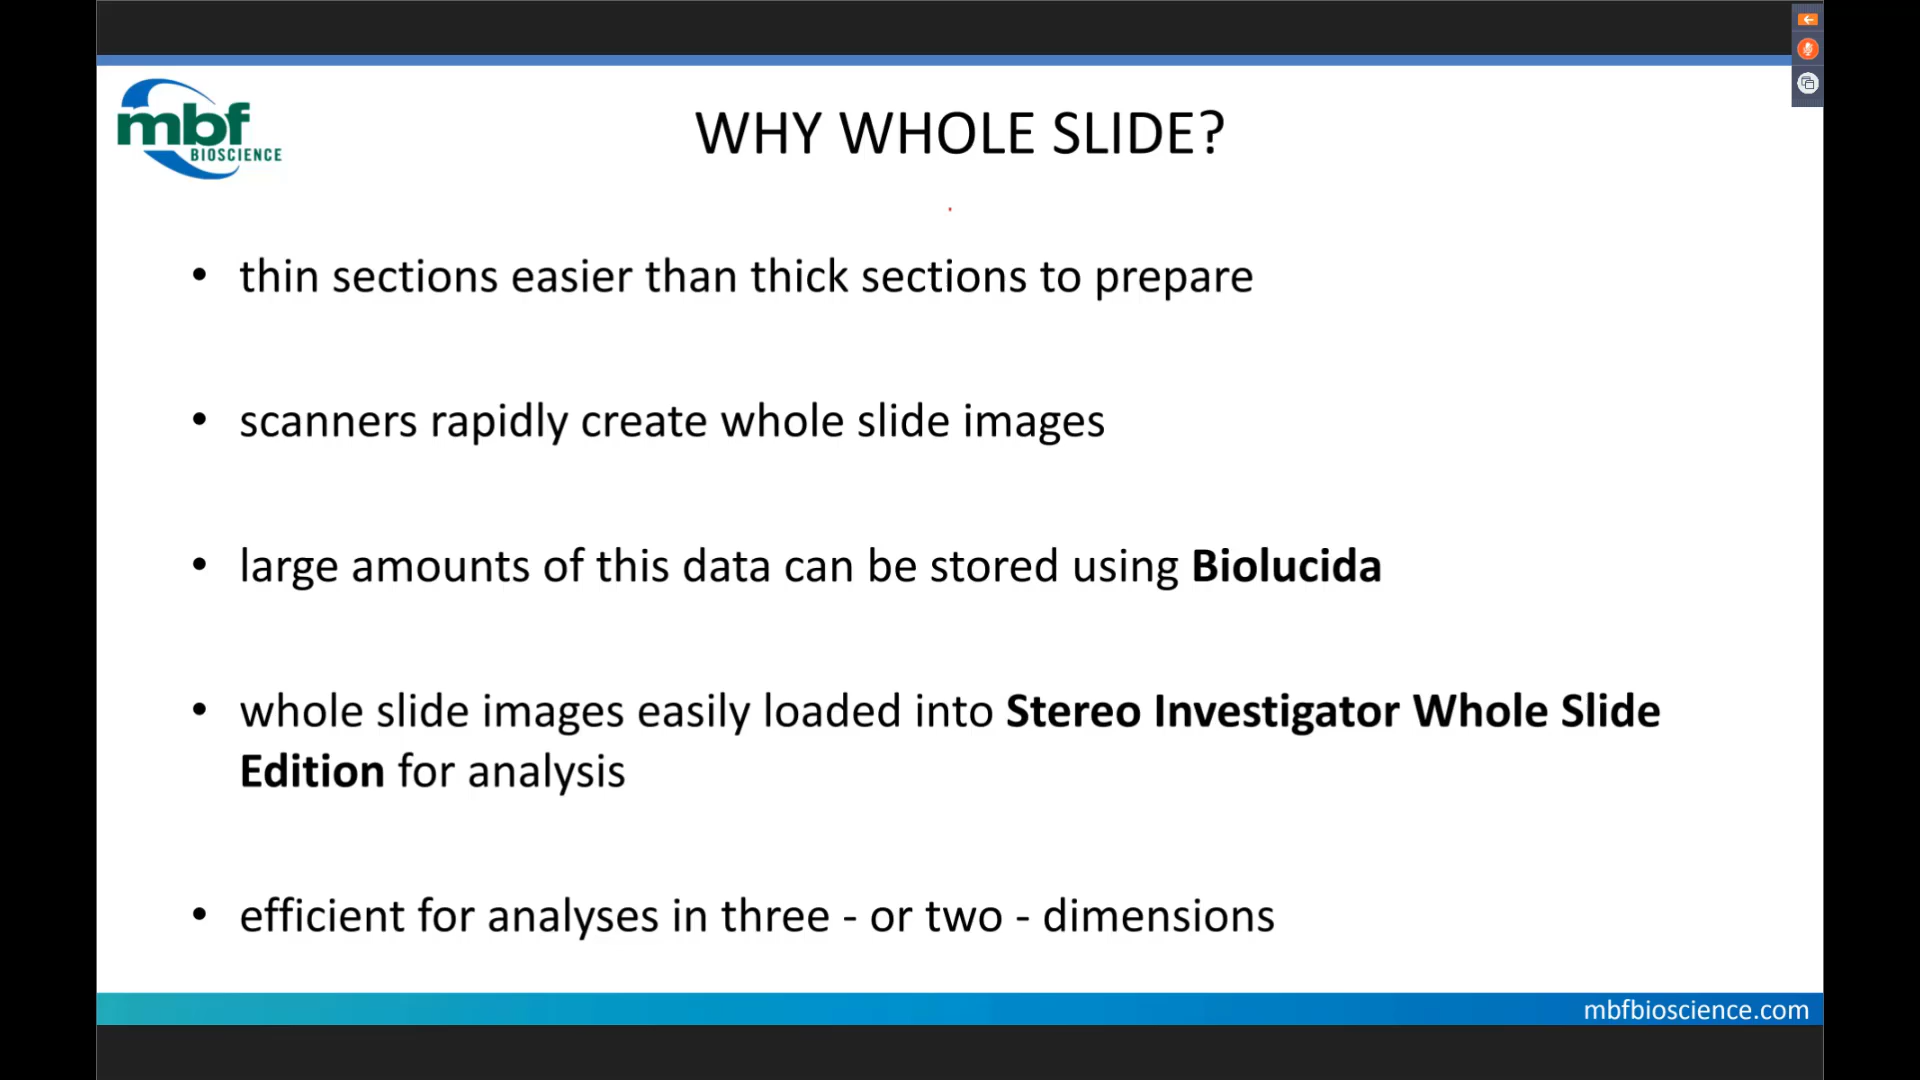 mbf
BIOSCIENCE
WHY WHOLE SLIDE?
• thin sections easier than thick sections to prepare
• scanners rapidly create whole slide images
• large amounts of this data can be stored using Biolucida
• whole slide images easily loaded into Stereo Investigator Whole Slide
Edition for analysis
• efficient for analyses in three - or two - dimensions
mbfbioscience.com